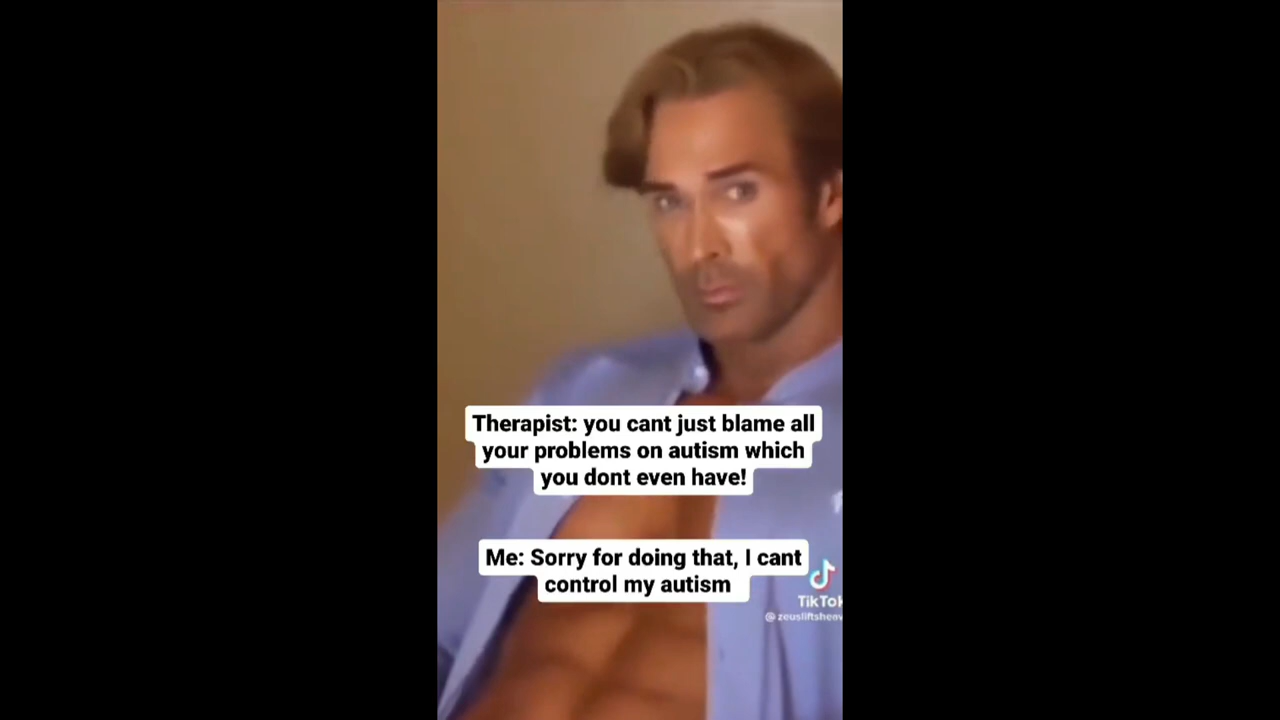 Therapist: you cant just blame all
your problems on autism which
you dont even have!
Me: Sorry for doing that, I cant
control my autism
TikTok
@zeusliftsheav